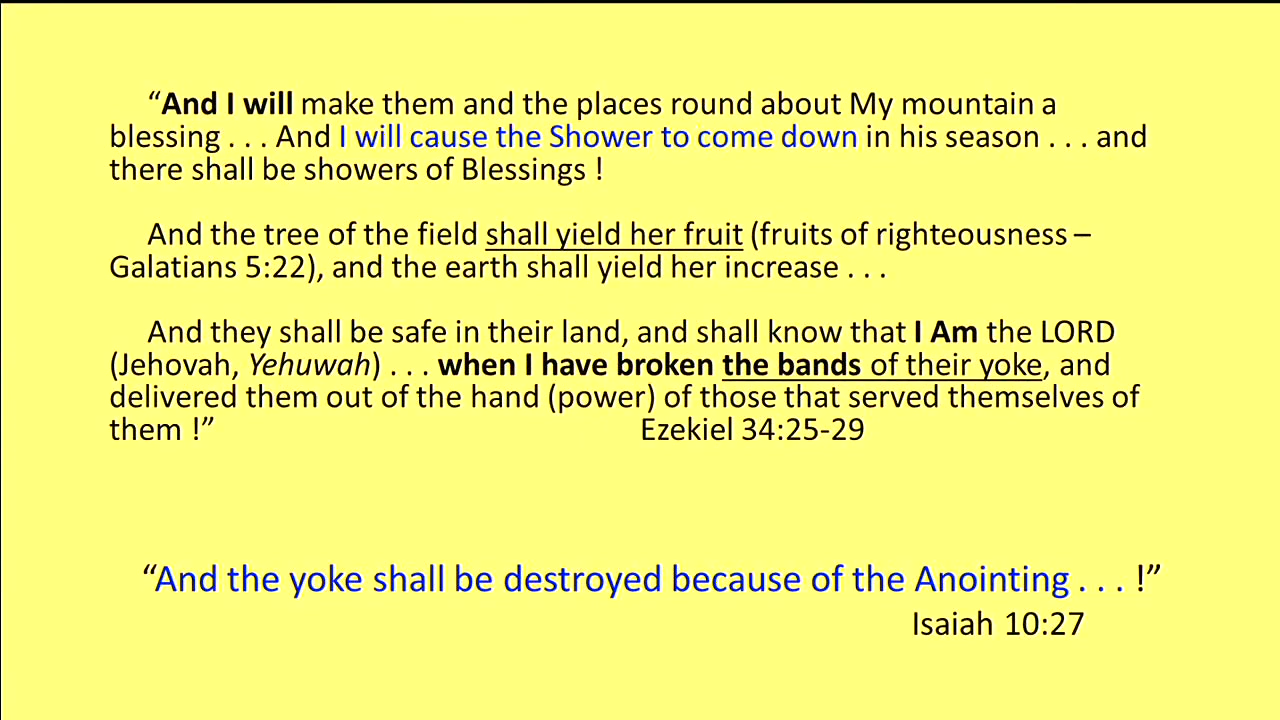 “And I will make them and the places round about My mountain a
blessing . . . And I will cause the Shower to come down in his season . . . and
there shall be showers of Blessings !
And the tree of the field shall yield her fruit (fruits of righteousness –
Galatians 5:22), and the earth shall yield her increase . . .
And they shall be safe in their land, and shall know that I Am the LORD
(Jehovah, Yehuwah) . . . when I have broken the bands of their yoke, and
delivered them out of the hand (power) of those that served themselves of
them !” Ezekiel 34:25-29
“And the yoke shall be destroyed because of the Anointing . . . !”
Isaiah 10:27